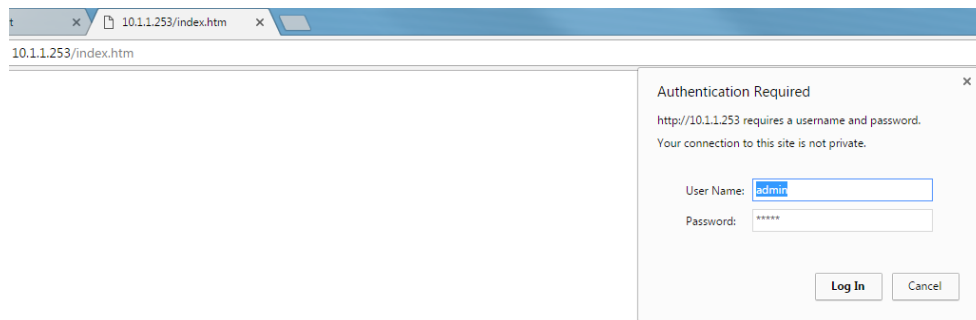 t
10.1.1.253/index.htm
10.1.1.253/index.htm
Authentication Required
http://10.1.1.253 requires a username and password.
Your connection to this site is not private.
User Name: admin
Password: *****
Log In Cancel